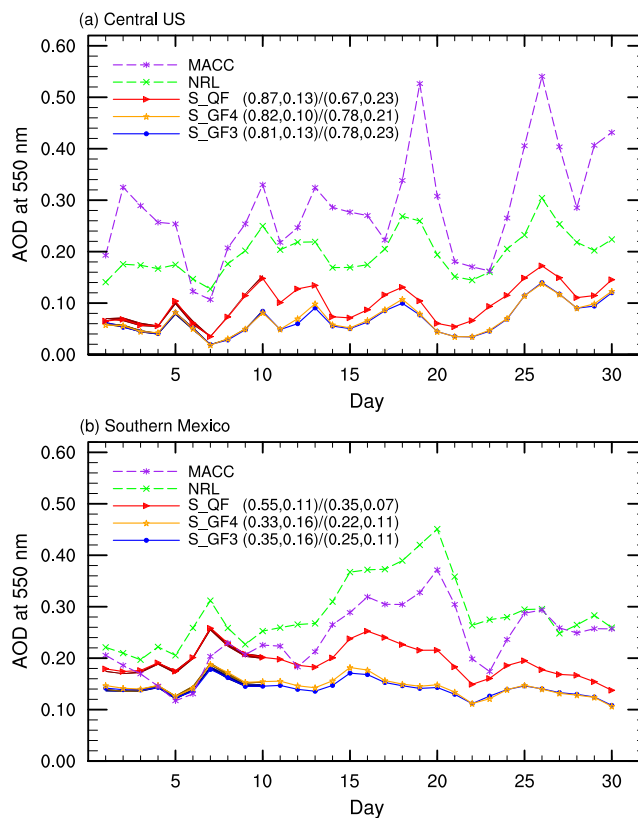 (a) Central US
AOD at 550 nm
0.60
0.50
0.40
0.30
0.20
0.10
0.00
MACC
NRL
S_QF (0.87,0.13)/(0.67,0.23)
S_GF4 (0.82,0.10)/(0.78,0.21)
S_GF3 (0.81,0.13)/(0.78,0.23)
5 10 15 20 25 30
Day
(b) Southern Mexico
AOD at 550 nm
0.60
0.50
0.40
0.30
0.20
0.10
0.00
MACC
NRL
S_QF (0.55,0.11)/(0.35,0.07)
S_GF4 (0.33,0.16)/(0.22,0.11)
S_GF3 (0.35,0.16)/(0.25,0.11)
5 10 15 20 25 30
Day